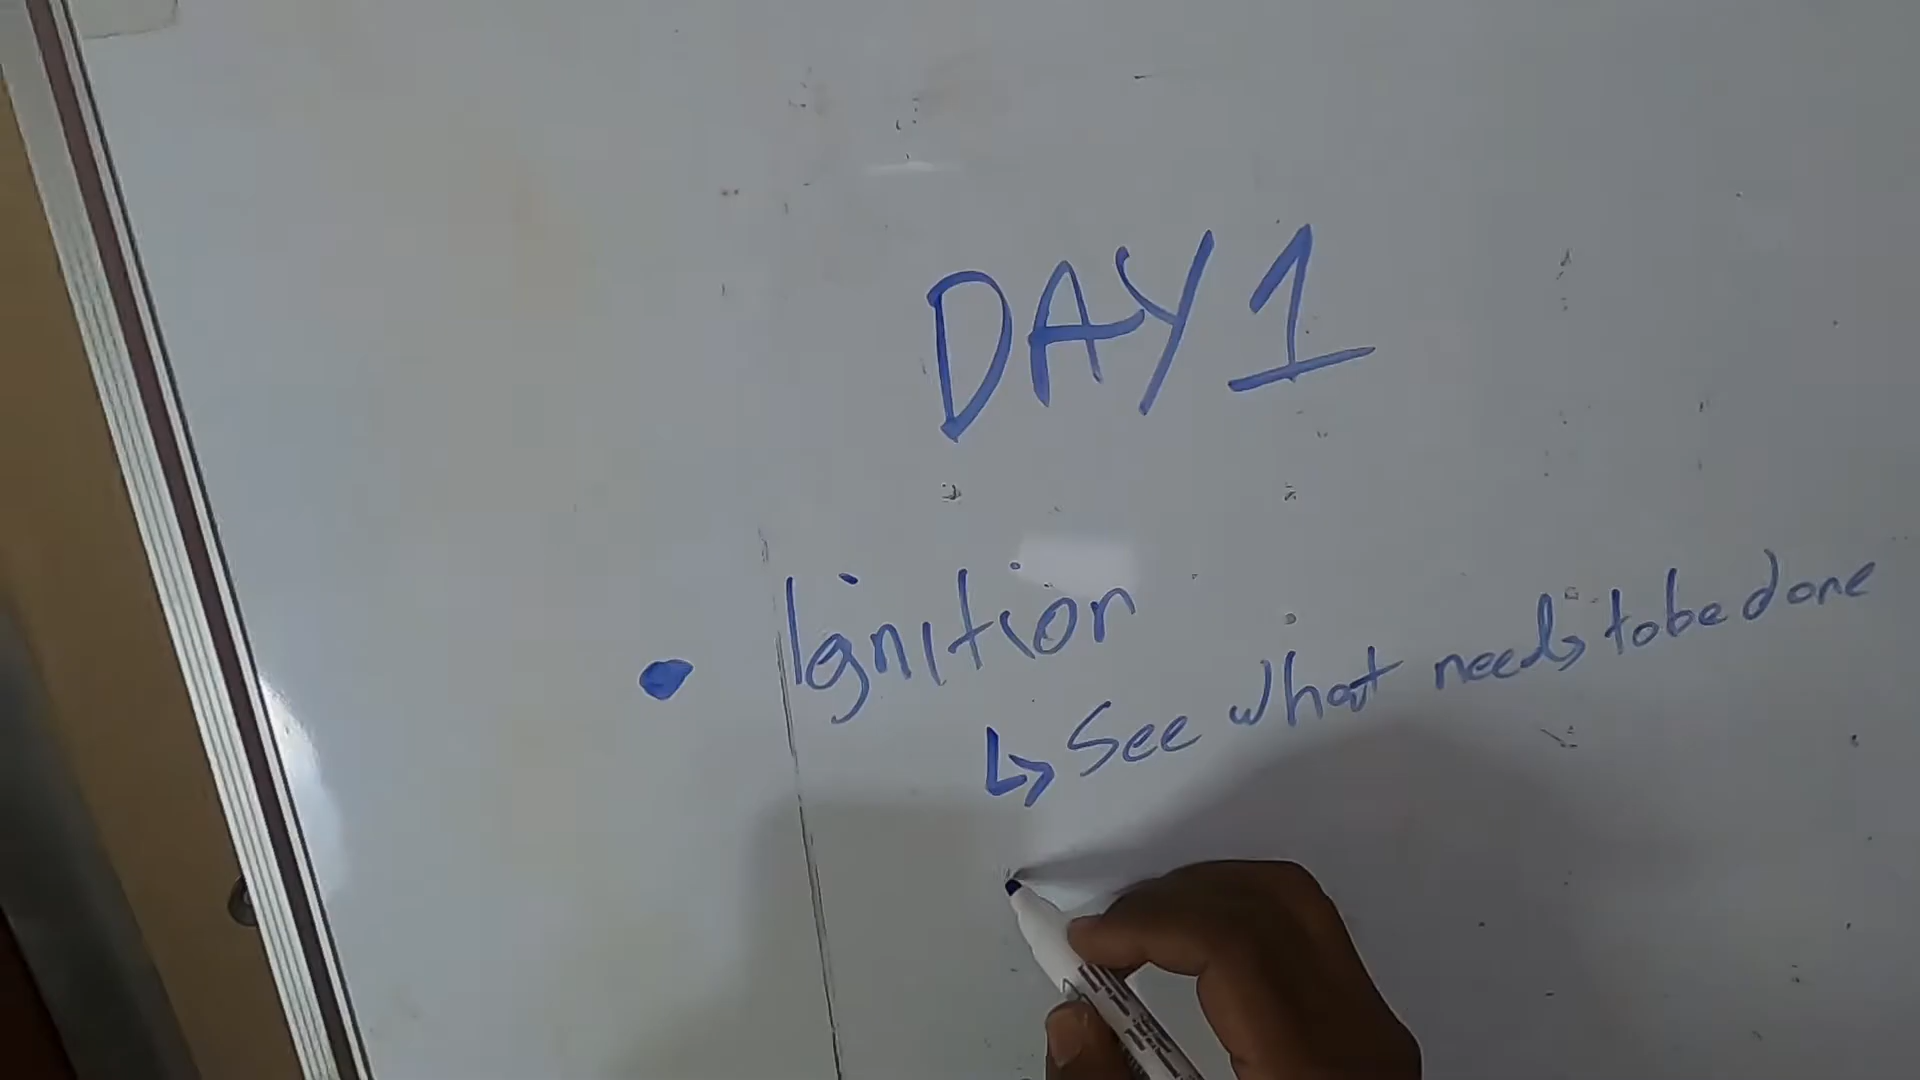 DAY 1
• Ignition
↳ See what needs to be done